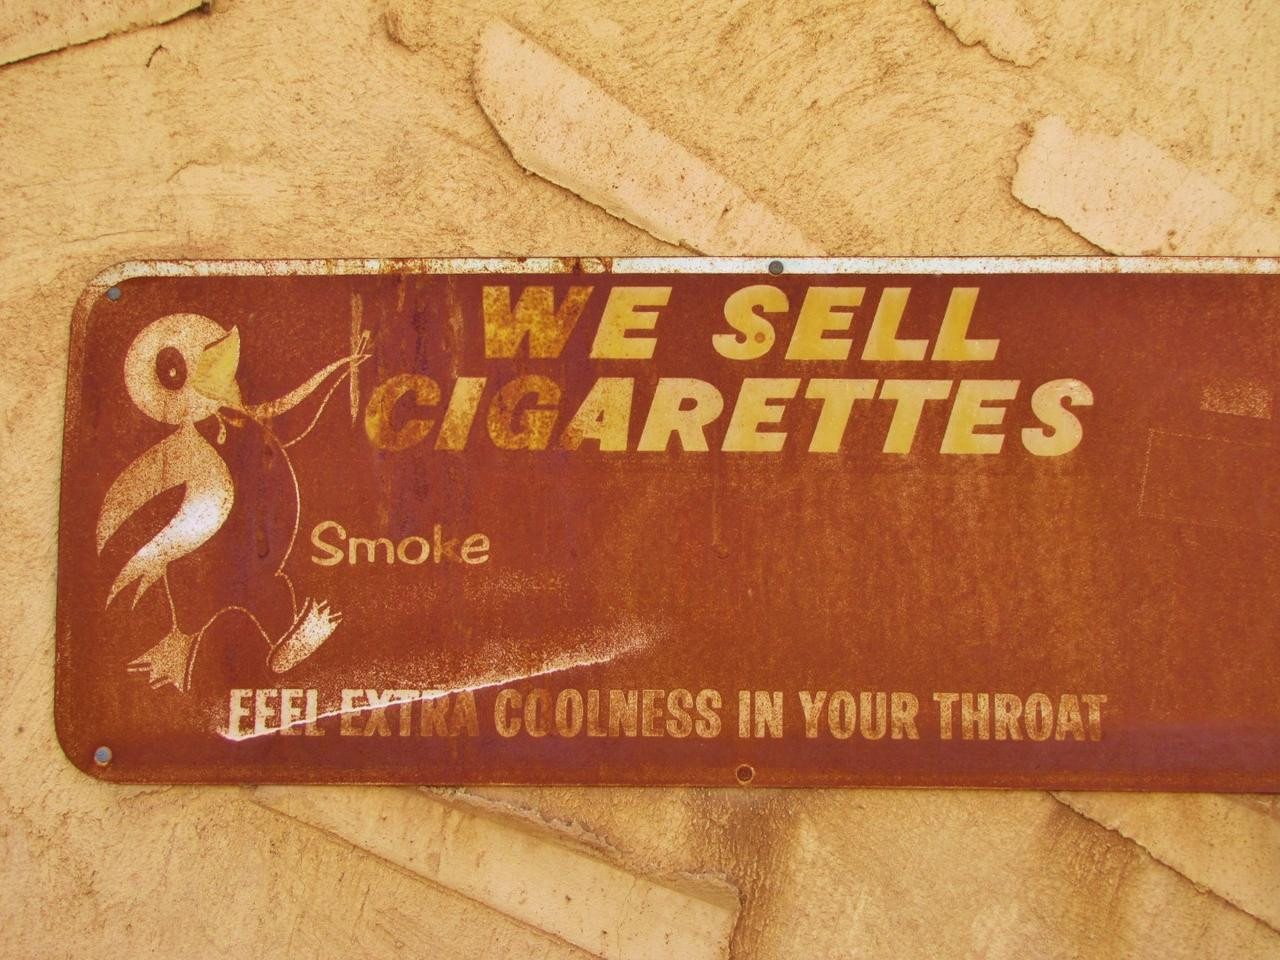 WE SELL
CIGARETTES
Smoke
FEEL EXTRA COOLNESS IN YOUR THROAT